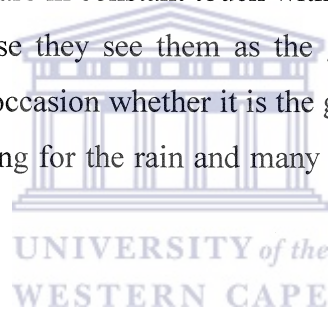 se they see them as the
occasion whether it is the g
ng for the rain and many
UNIVERSITY of the
WESTERN CAPE